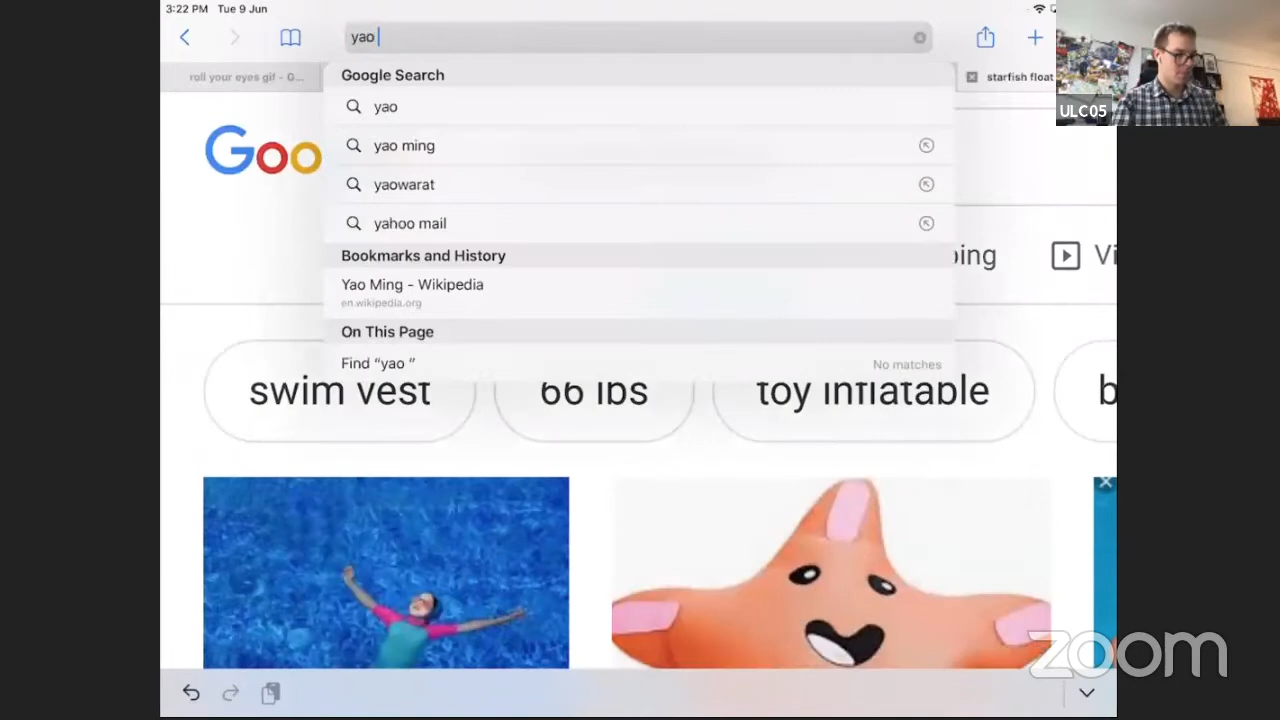 3:22 PM Tue 9 Jun
yao
roll your eyes gif - G...
starfish float
ULC05
Google Search
yao
yao ming
yaowarat
yahoo mail
Bookmarks and History
Yao Ming - Wikipedia
en.wikipedia.org
On This Page
Find “yao ”
No matches
Goo
ping
Vi
swim vest
66 lbs
toy inflatable
b
zoom